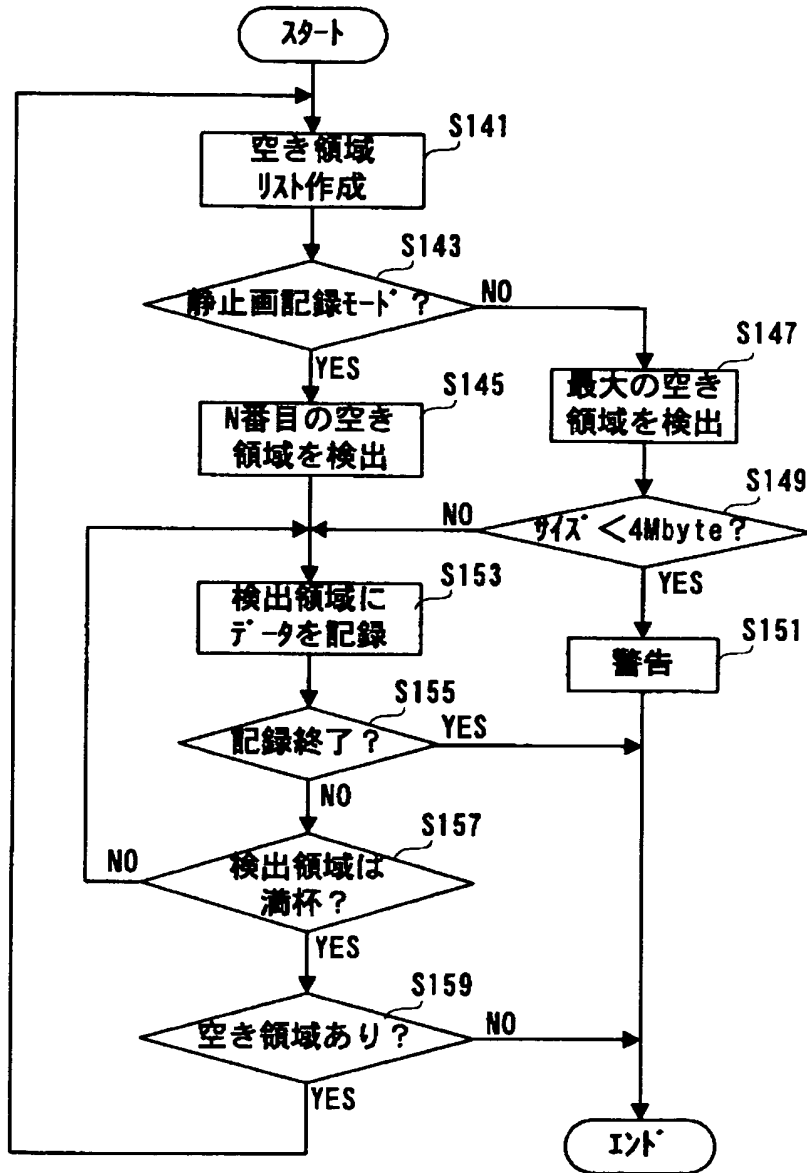 スタート
S141
空き領域
ﾘｽﾄ作成
S143
静止画記録ﾓｰﾄﾞ?
NO
YES
S147
最大の空き
領域を検出
S145
N番目の空き
領域を検出
S149
ｻｲｽﾞ<4Mbyte?
NO
YES
S153
検出領域に
ﾃﾞｰﾀを記録
S151
警告
S155
記録終了?
YES
NO
S157
検出領域は
満杯?
NO
YES
S159
空き領域あり?
NO
YES
ｴﾝﾄﾞ